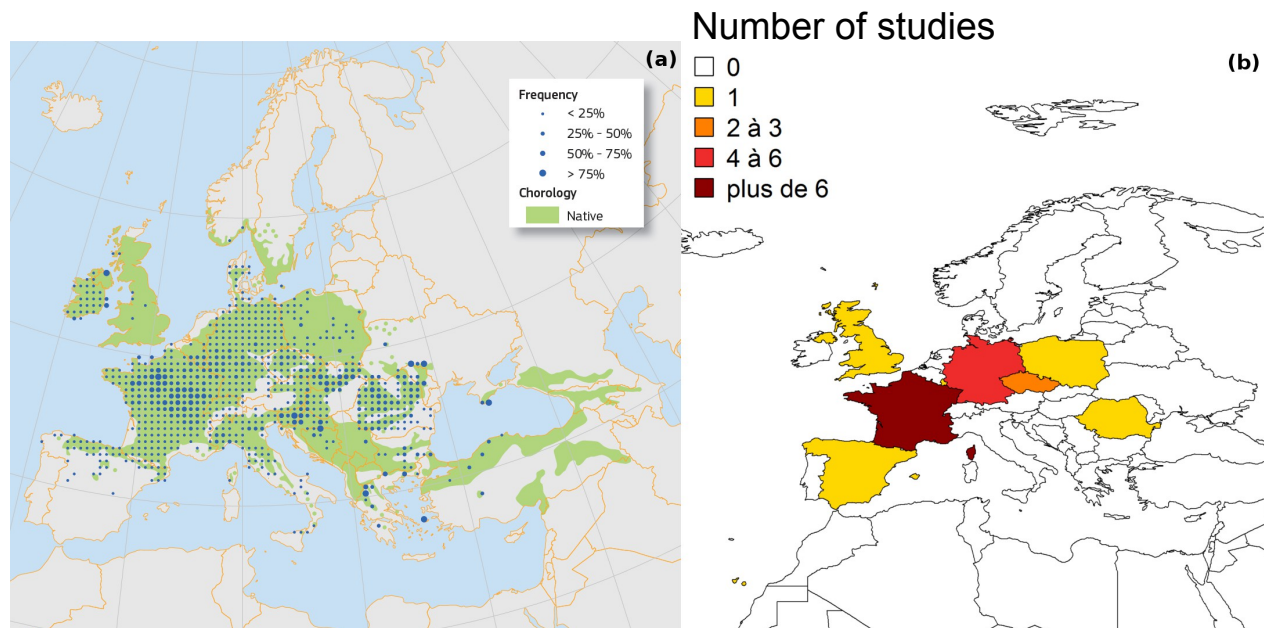 (a)
Frequency
< 25%
25% - 50%
50% - 75%
> 75%
Chorology
Native
Number of studies
(b)
0
1
2 à 3
4 à 6
plus de 6